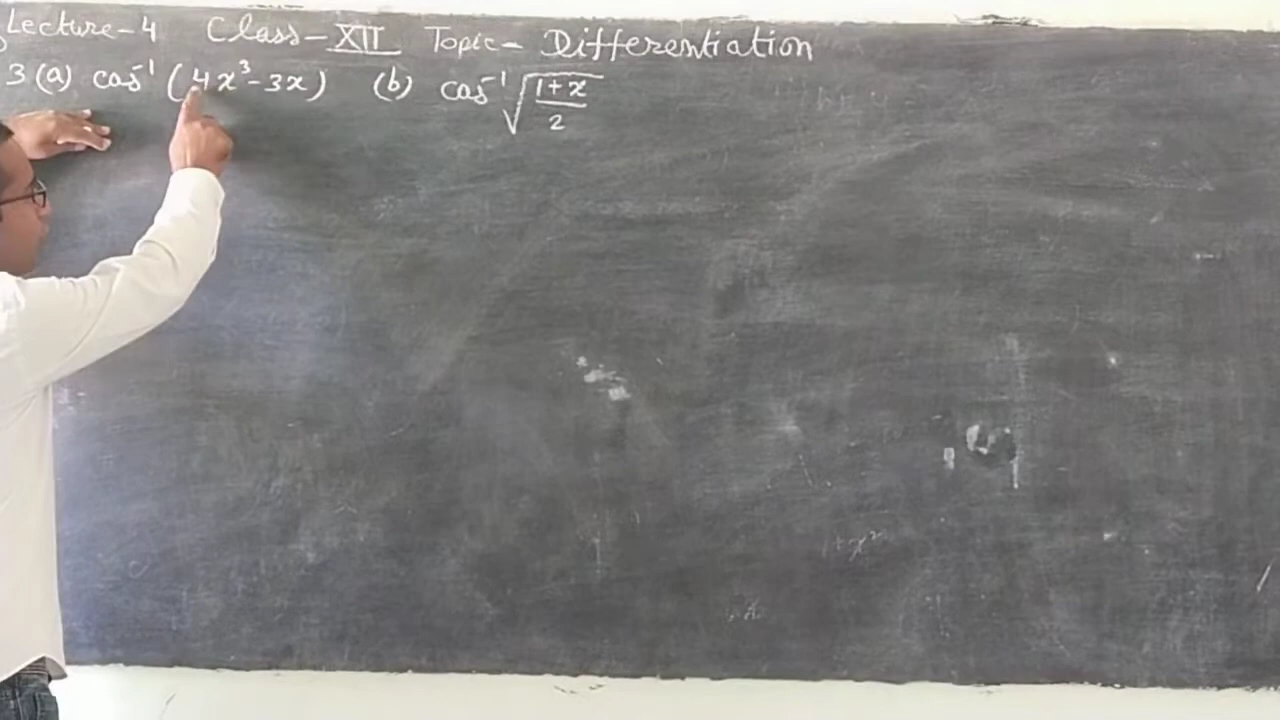 Lecture-4 Class-XII Topic- Differentiation
3(a) cos⁻¹(4x³-3x) (b) cos⁻¹√((1+x)/2)